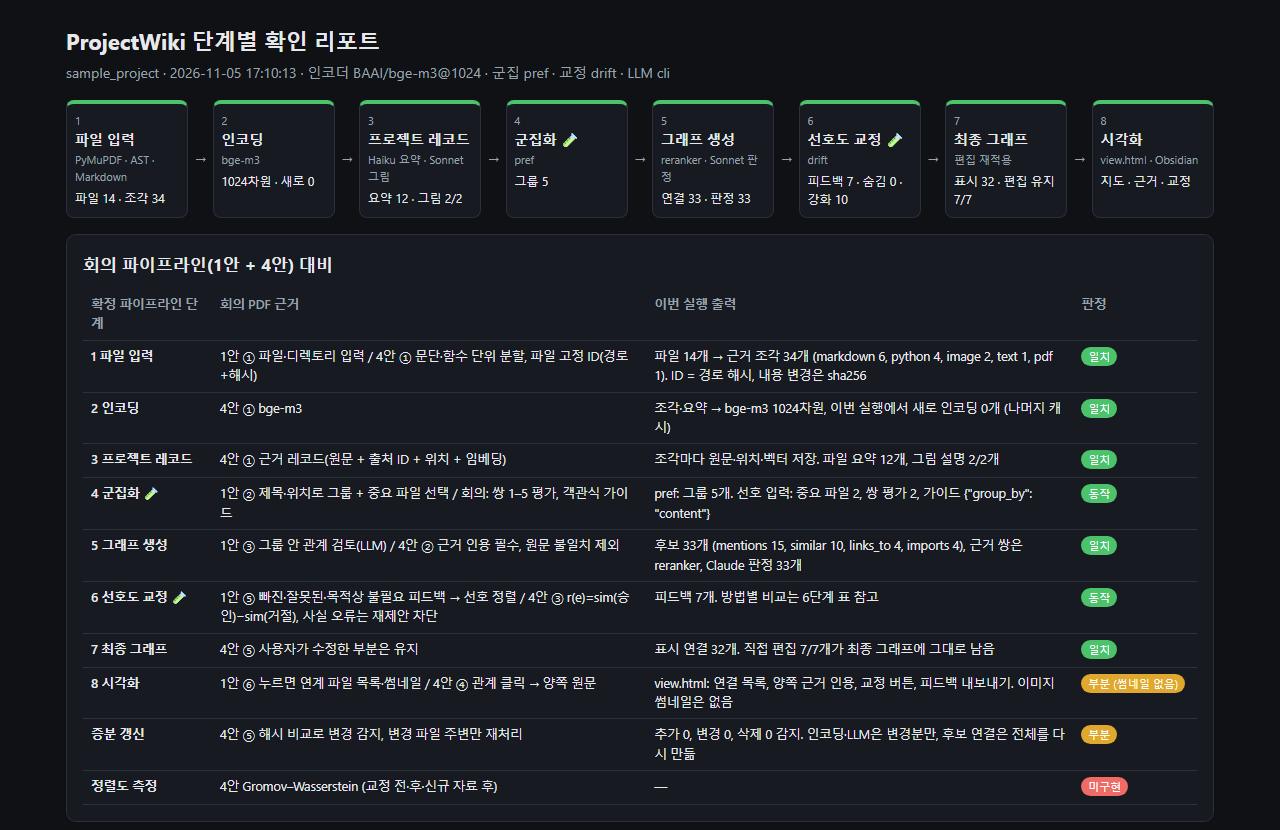 ProjectWiki 단계별 확인 리포트
sample_project · 2026-11-05 17:10:13 · 인코더 BAAI/bge-m3@1024 · 군집 pref · 교정 drift · LLM cli
1
파일 입력
PyMuPDF · AST ·
Markdown
파일 14 · 조각 34
→
2
인코딩
bge-m3
1024차원 · 새로 0
→
3
프로젝트 레코드
Haiku 요약 · Sonnet
그림
요약 12 · 그림 2/2
→
4
군집화 🧪
pref
그룹 5
→
5
그래프 생성
reranker · Sonnet 판
정
연결 33 · 판정 33
→
6
선호도 교정 🧪
drift
피드백 7 · 숨김 0 ·
강화 10
→
7
최종 그래프
편집 재적용
표시 32 · 편집 유지
7/7
→
8
시각화
view.html · Obsidian
지도 · 근거 · 교정
회의 파이프라인(1안 + 4안) 대비
확정 파이프라인 단
계
회의 PDF 근거
이번 실행 출력
판정
1 파일 입력
1안 ① 파일·디렉토리 입력 / 4안 ① 문단·함수 단위 분할, 파일 고정 ID(경로
+해시)
파일 14개 → 근거 조각 34개 (markdown 6, python 4, image 2, text 1, pdf
1). ID = 경로 해시, 내용 변경은 sha256
일치
2 인코딩
4안 ① bge-m3
조각·요약 → bge-m3 1024차원, 이번 실행에서 새로 인코딩 0개 (나머지 캐
시)
일치
3 프로젝트 레코드
4안 ① 근거 레코드(원문 + 출처 ID + 위치 + 임베딩)
조각마다 원문·위치·벡터 저장. 파일 요약 12개, 그림 설명 2/2개
일치
4 군집화 🧪
1안 ② 제목·위치로 그룹 + 중요 파일 선택 / 회의: 쌍 1–5 평가, 객관식 가이
드
pref: 그룹 5개. 선호 입력: 중요 파일 2, 쌍 평가 2, 가이드 {"group_by":
"content"}
동작
5 그래프 생성
1안 ③ 그룹 안 관계 검토(LLM) / 4안 ② 근거 인용 필수, 원문 불일치 제외
후보 33개 (mentions 15, similar 10, links_to 4, imports 4), 근거 쌍은
reranker, Claude 판정 33개
일치
6 선호도 교정 🧪
1안 ⑤ 빠진·잘못된·목적상 불필요 피드백 → 선호 정렬 / 4안 ③ r(e)=sim(승
인)−sim(거절), 사실 오류는 재제안 차단
피드백 7개. 방법별 비교는 6단계 표 참고
동작
7 최종 그래프
4안 ⑤ 사용자가 수정한 부분은 유지
표시 연결 32개. 직접 편집 7/7개가 최종 그래프에 그대로 남음
일치
8 시각화
1안 ⑥ 누르면 연계 파일 목록·썸네일 / 4안 ④ 관계 클릭 → 양쪽 원문
view.html: 연결 목록, 양쪽 근거 인용, 교정 버튼, 피드백 내보내기. 이미지
썸네일은 없음
부분 (썸네일 없음)
증분 갱신
4안 ⑤ 해시 비교로 변경 감지, 변경 파일 주변만 재처리
추가 0, 변경 0, 삭제 0 감지. 인코딩·LLM은 변경분만, 후보 연결은 전체를 다
시 만듦
부분
정렬도 측정
4안 Gromov–Wasserstein (교정 전·후·신규 자료 후)
—
미구현